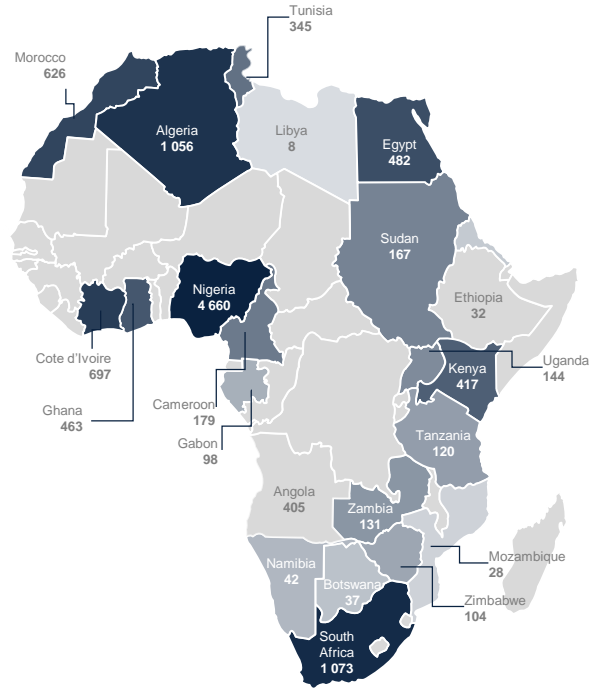 Tunisia
345
Morocco
626
Algeria
1 056
Libya
8
Egypt
482
Sudan
167
Nigeria
4 660
Ethiopia
32
Cote d’Ivoire
697
Uganda
144
Kenya
417
Ghana
463
Cameroon
179
Gabon
98
Tanzania
120
Angola
405
Zambia
131
Mozambique
28
Namibia
42
Botswana
37
Zimbabwe
104
South
Africa
1 073